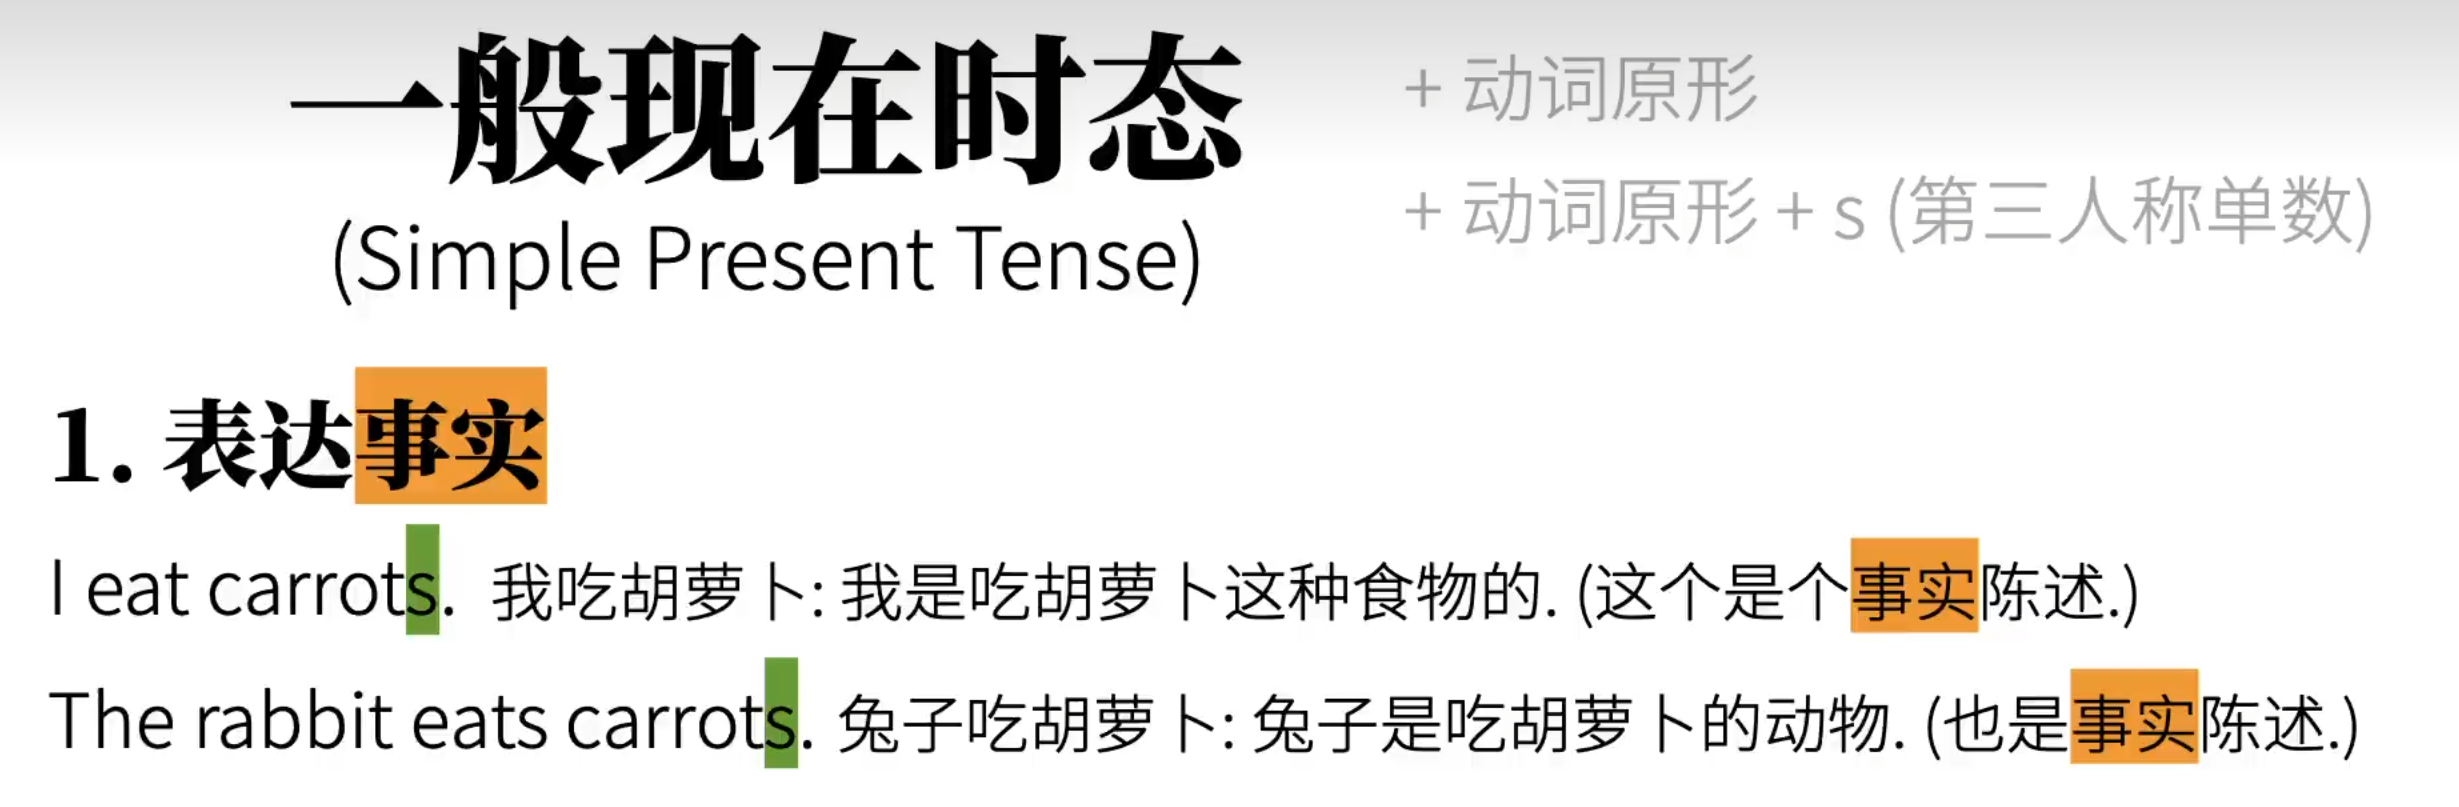 一般现在时态
(Simple Present Tense)
+ 动词原形
+ 动词原形 + s (第三人称单数)
1. 表达事实
I eat carrots. 我吃胡萝卜: 我是吃胡萝卜这种食物的. (这个是个事实陈述.)
The rabbit eats carrots. 兔子吃胡萝卜: 兔子是吃胡萝卜的动物. (也是事实陈述.)